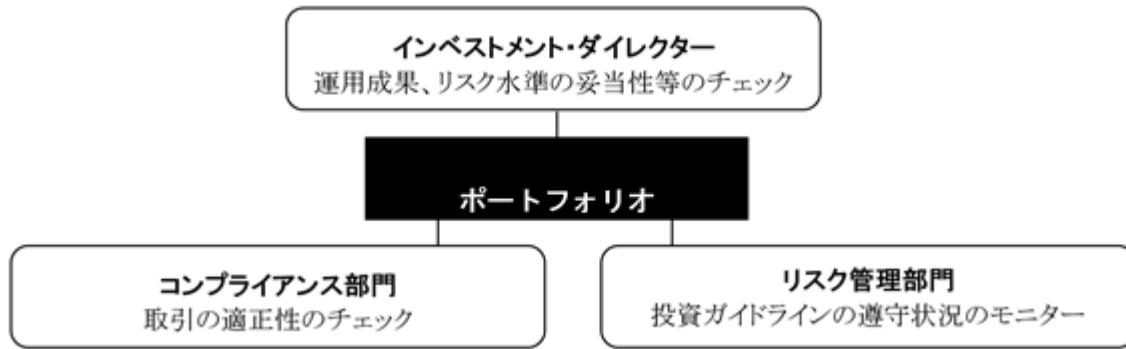 インベストメント・ダイレクター
運用成果、リスク水準の妥当性等のチェック
ポートフォリオ
コンプライアンス部門
取引の適正性のチェック
リスク管理部門
投資ガイドラインの遵守状況のモニター